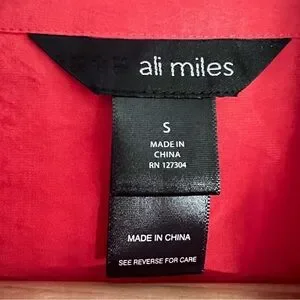 ali miles
S
MADE IN
CHINA
RN 127304
MADE IN CHINA
SEE REVERSE FOR CARE